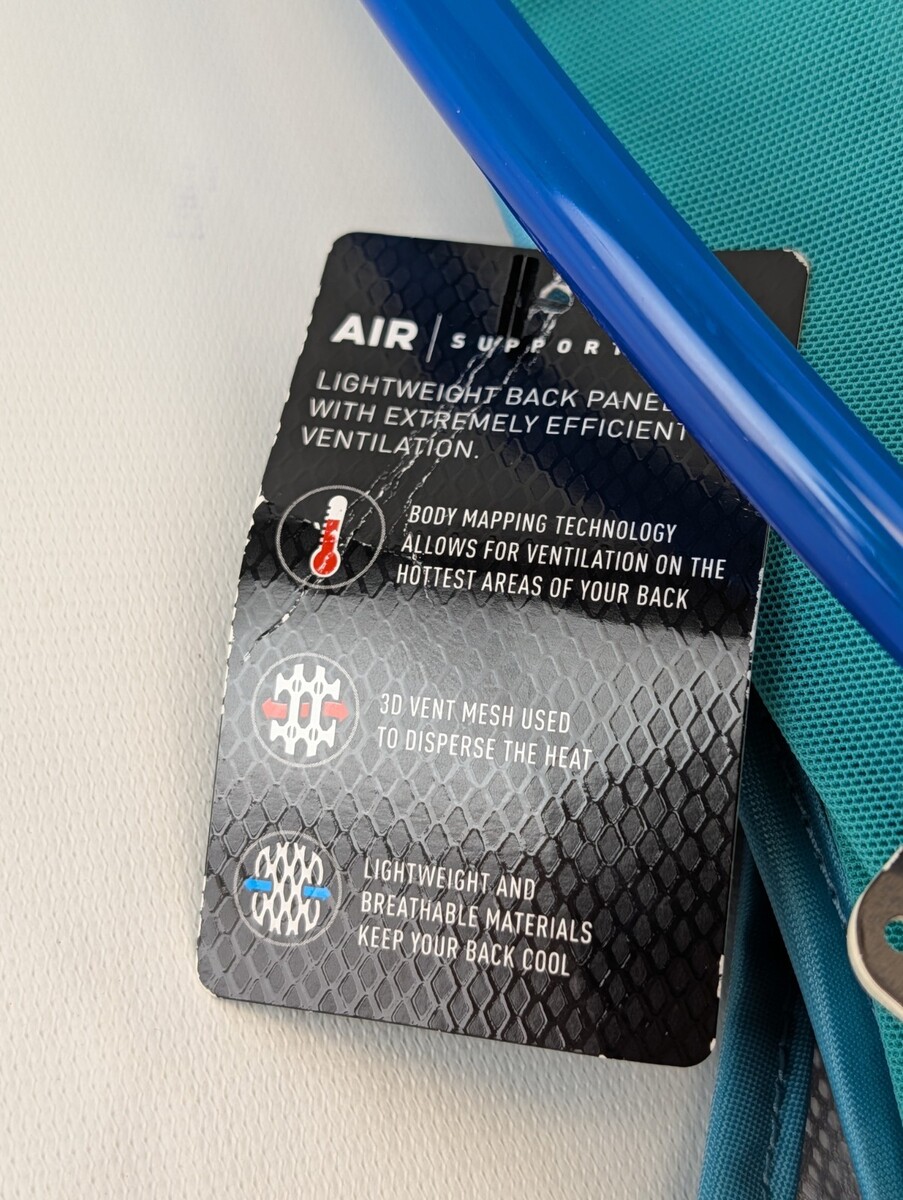 AIR | SUPPORT
LIGHTWEIGHT BACK PANEL
WITH EXTREMELY EFFICIENT
VENTILATION.
BODY MAPPING TECHNOLOGY
ALLOWS FOR VENTILATION ON THE
HOTTEST AREAS OF YOUR BACK
3D VENT MESH USED
TO DISPERSE THE HEAT
LIGHTWEIGHT AND
BREATHABLE MATERIALS
KEEP YOUR BACK COOL